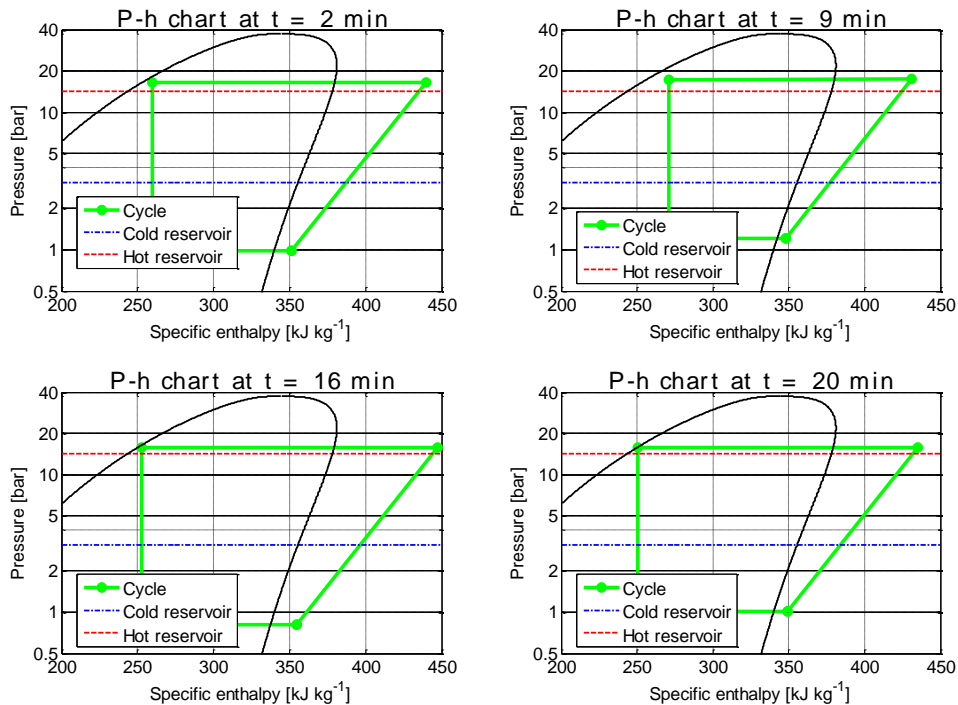 P-h chart at t = 2 min
40
20
10
5
2
1
0.5
Pressure [bar]
Cycle
Cold reservoir
Hot reservoir
200 250 300 350 400 450
Specific enthalpy [kJ kg⁻¹]
P-h chart at t = 9 min
40
20
10
5
2
1
0.5
Pressure [bar]
Cycle
Cold reservoir
Hot reservoir
200 250 300 350 400 450
Specific enthalpy [kJ kg⁻¹]
P-h chart at t = 16 min
40
20
10
5
2
1
0.5
Pressure [bar]
Cycle
Cold reservoir
Hot reservoir
200 250 300 350 400 450
Specific enthalpy [kJ kg⁻¹]
P-h chart at t = 20 min
40
20
10
5
2
1
0.5
Pressure [bar]
Cycle
Cold reservoir
Hot reservoir
200 250 300 350 400 450
Specific enthalpy [kJ kg⁻¹]